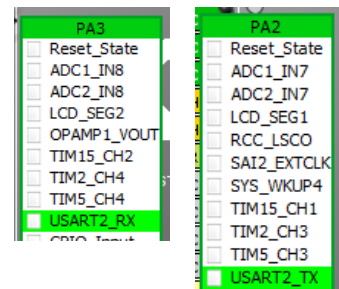 PA3
Reset_State
ADC1_IN8
ADC2_IN8
LCD_SEG2
OPAMP1_VOUT
TIM15_CH2
TIM2_CH4
TIM5_CH4
USART2_RX
GPIO_Input
PA2
Reset_State
ADC1_IN7
ADC2_IN7
LCD_SEG1
RCC_LSCO
SAI2_EXTCLK
SYS_WKUP4
TIM15_CH1
TIM2_CH3
TIM5_CH3
USART2_TX